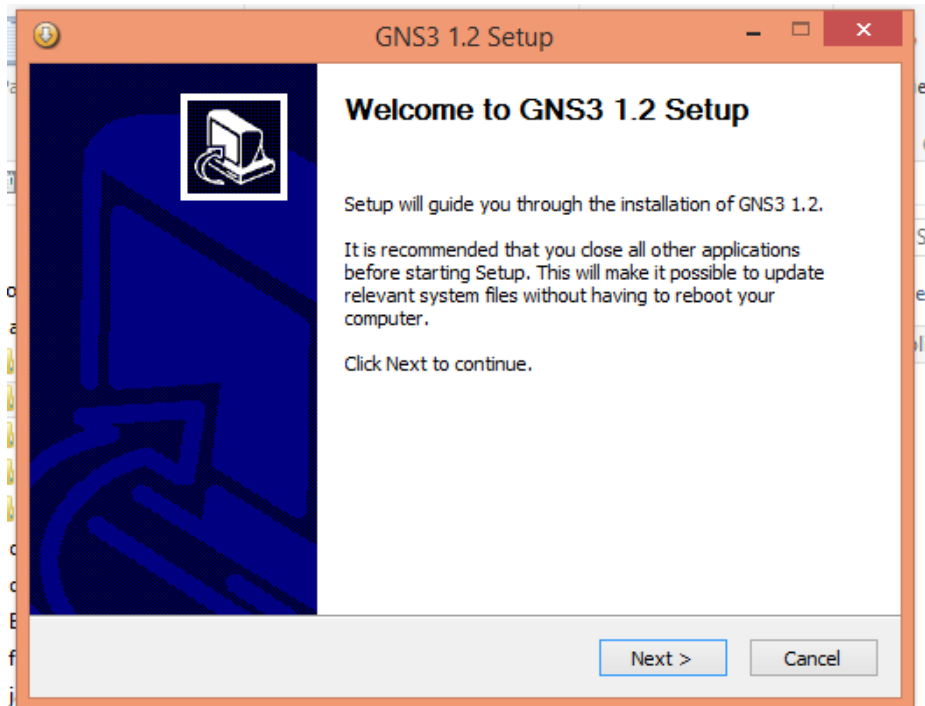 GNS3 1.2 Setup
Welcome to GNS3 1.2 Setup
Setup will guide you through the installation of GNS3 1.2.
It is recommended that you close all other applications
before starting Setup. This will make it possible to update
relevant system files without having to reboot your
computer.
Click Next to continue.
Next >
Cancel